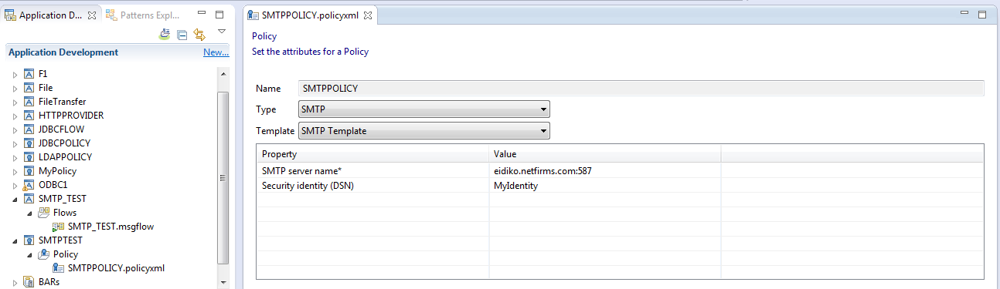 Application D...
Patterns Expl...
Application Development
New...
F1
File
FileTransfer
HTTPPROVIDER
JDBCFLOW
JDBCPOLICY
LDAPPOLICY
MyPolicy
ODBC1
SMTP_TEST
Flows
SMTP_TEST.msgflow
SMTPTEST
Policy
SMTPPOLICY.policyxml
BARs
SMTPPOLICY.policyxml
Policy
Set the attributes for a Policy
Name SMTPPOLICY
Type SMTP
Template SMTP Template
Property Value
SMTP server name* eidiko.netfirms.com:587
Security identity (DSN) MyIdentity